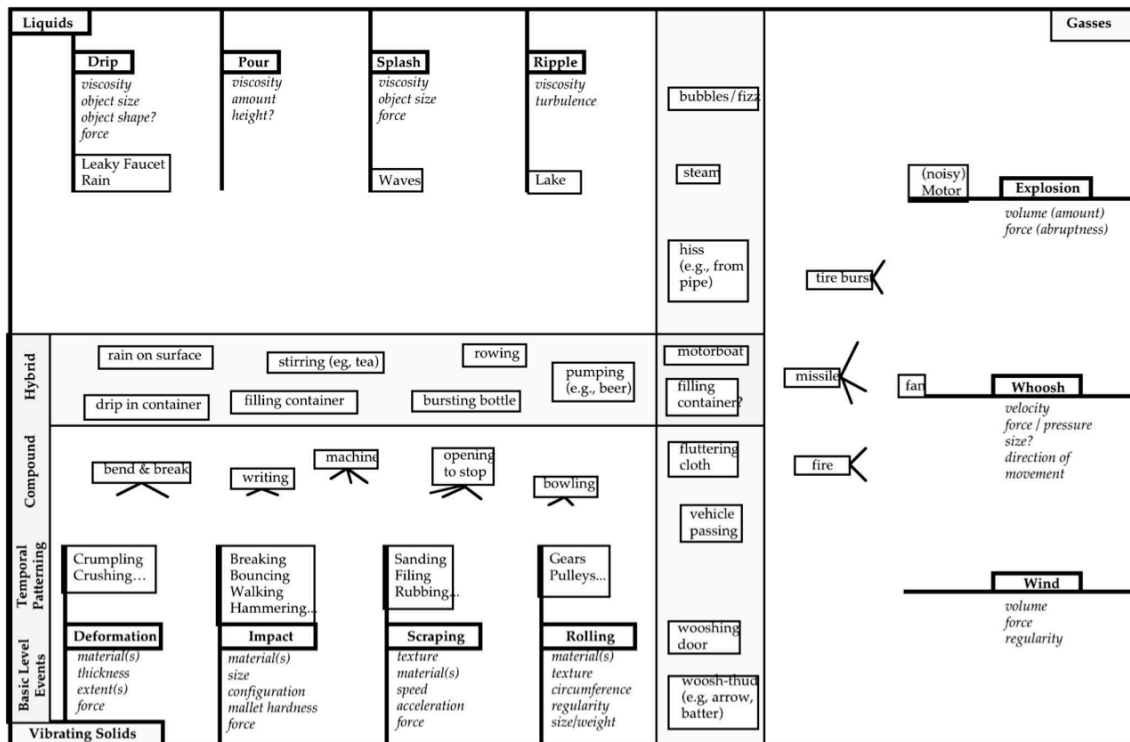 Liquids
Gasses
Drip
viscosity
object size
object shape?
force
Leaky Faucet
Rain
Pour
viscosity
amount
height?
Splash
viscosity
object size
force
Waves
Ripple
viscosity
turbulence
Lake
bubbles/fizz
steam
hiss
(e.g., from
pipe)
(noisy)
Motor
Explosion
volume (amount)
force (abruptness)
tire burst
Hybrid
rain on surface
stirring (eg, tea)
rowing
pumping
(e.g., beer)
drip in container
filling container
bursting bottle
motorboat
filling
container?
missile
fan
Whoosh
velocity
force / pressure
size?
direction of
movement
Compound
bend & break
writing
machine
opening
to stop
bowling
fluttering
cloth
fire
vehicle
passing
Temporal
Patterning
Crumpling
Crushing…
Breaking
Bouncing
Walking
Hammering...
Sanding
Filing
Rubbing...
Gears
Pulleys...
Wind
volume
force
regularity
Basic Level
Events
Deformation
material(s)
thickness
extent(s)
force
Impact
material(s)
size
configuration
mallet hardness
force
Scraping
texture
material(s)
speed
acceleration
force
Rolling
material(s)
texture
circumference
regularity
size/weight
wooshing
door
woosh-thud
(e.g, arrow,
batter)
Vibrating Solids